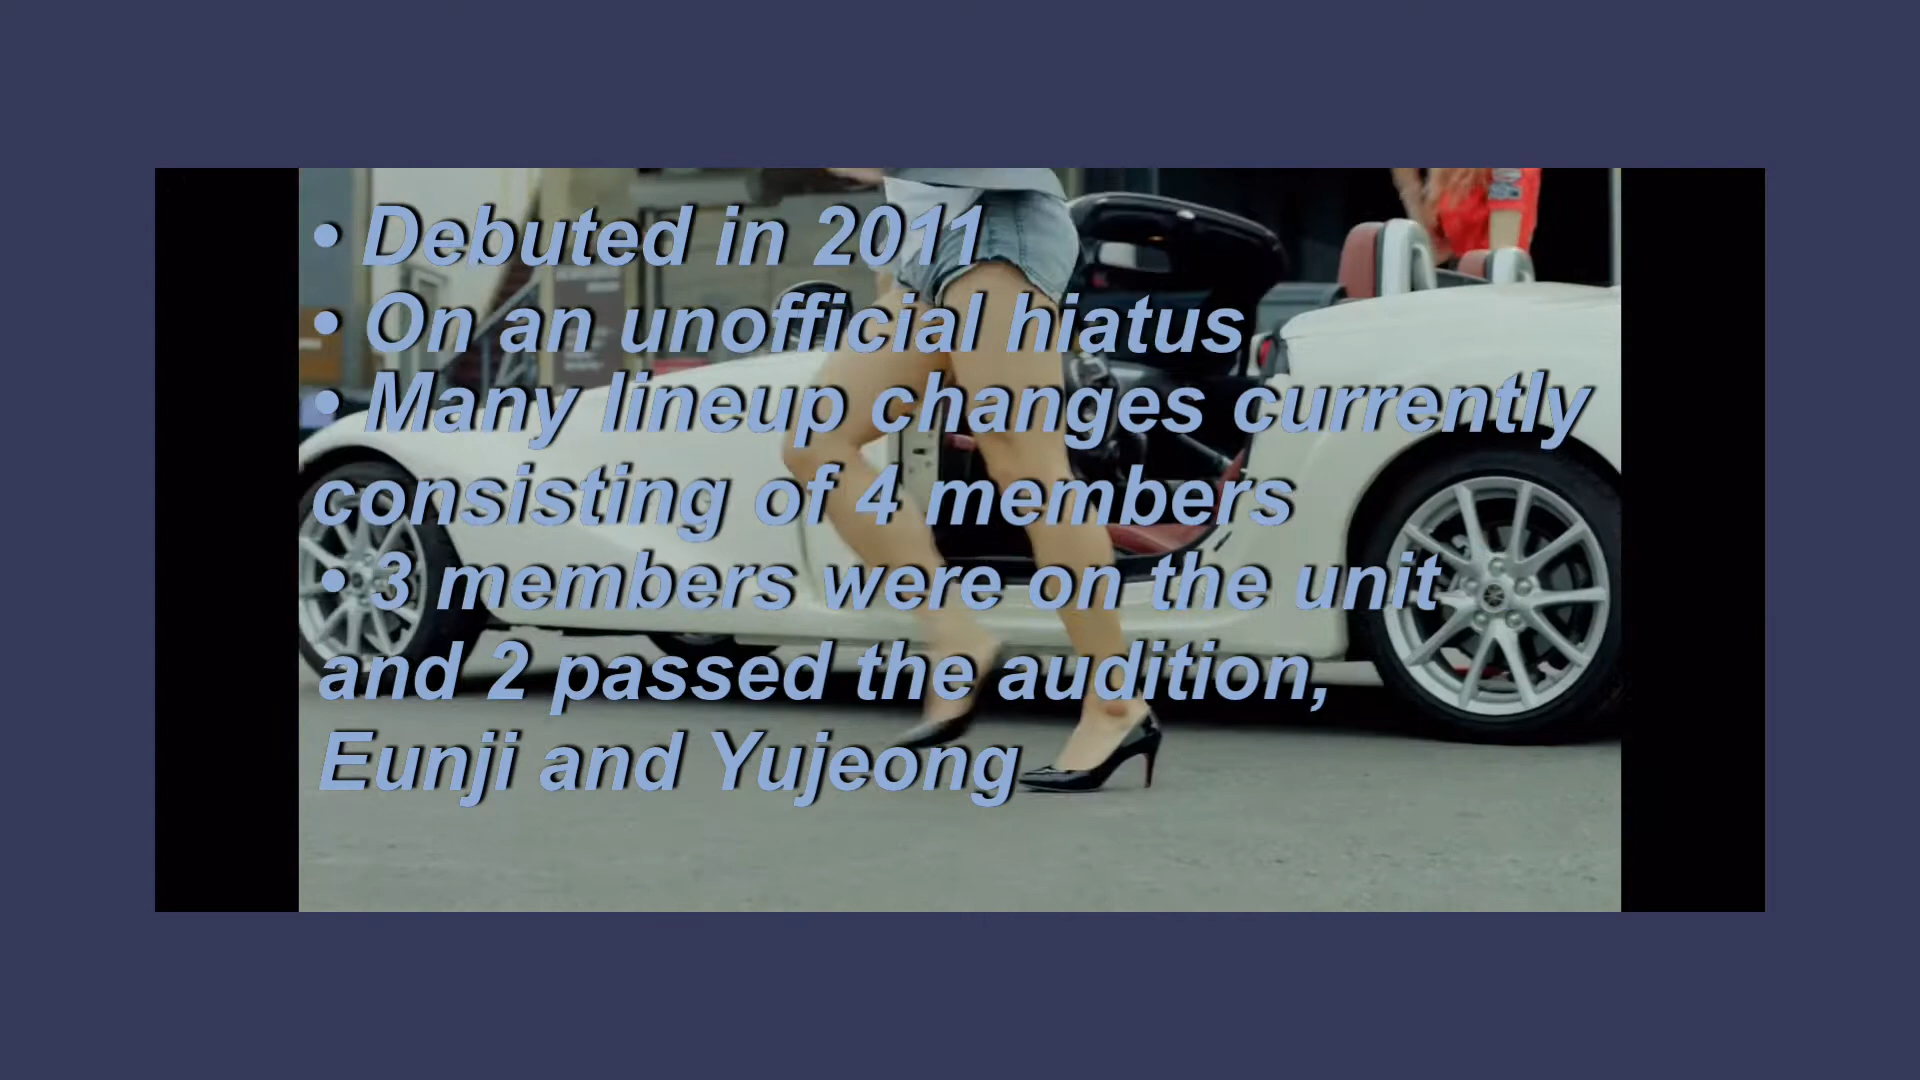 • Debuted in 2011
• On an unofficial hiatus
• Many lineup changes currently
consisting of 4 members
• 3 members were on the unit
and 2 passed the audition,
Eunji and Yujeong